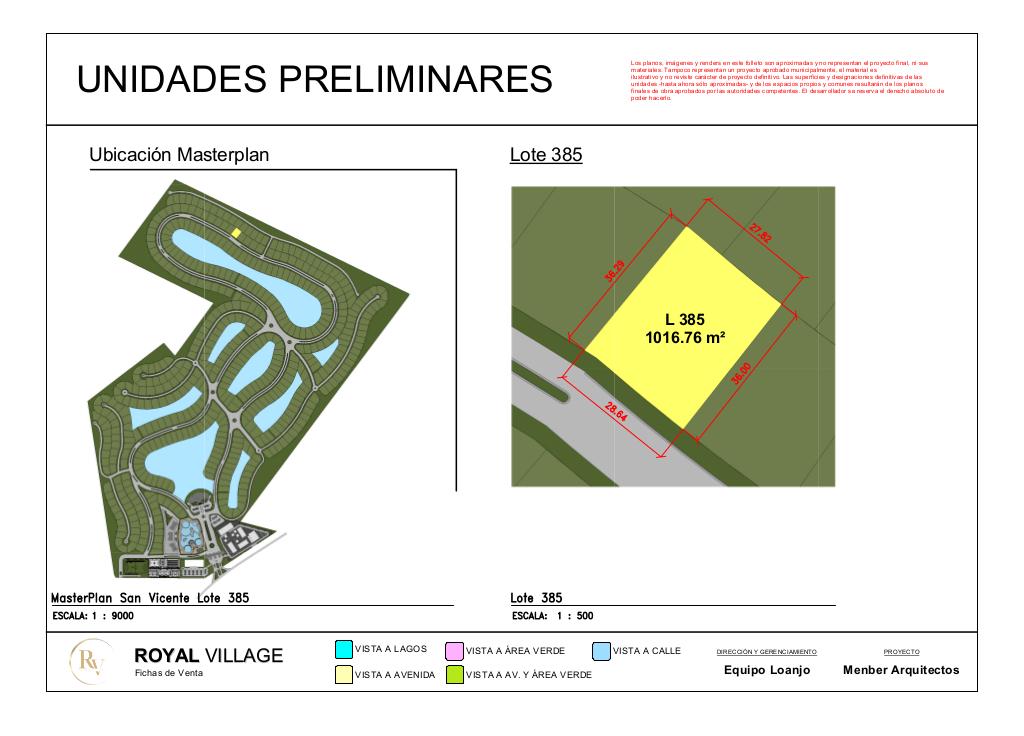 UNIDADES PRELIMINARES
Los planos, imágenes y renders en este folleto son aproximadas y no representan el proyecto final, ni sus
materiales. Tampoco representan un proyecto aprobado municipalmente, el material es
ilustrativo y no reviste carácter de proyecto definitivo. Las superficies y designaciones definitivas de las
unidades -hasta ahora sólo aproximadas- y de los espacios propios y comunes resultarán de los planos
finales de obra aprobados por las autoridades competentes. El desarrollador se reserva el derecho absoluto de
poder hacerlo.
Ubicación Masterplan
Lote 385
27.82
36.29
L 385
1016.76 m²
36.00
28.64
MasterPlan San Vicente Lote 385
ESCALA: 1 : 9000
Lote 385
ESCALA: 1 : 500
RV
ROYAL VILLAGE
Fichas de Venta
VISTA A LAGOS
VISTA A ÁREA VERDE
VISTA A CALLE
VISTA A AVENIDA
VISTA A AV. Y ÁREA VERDE
DIRECCIÓN Y GERENCIAMIENTO
Equipo Loanjo
PROYECTO
Menber Arquitectos